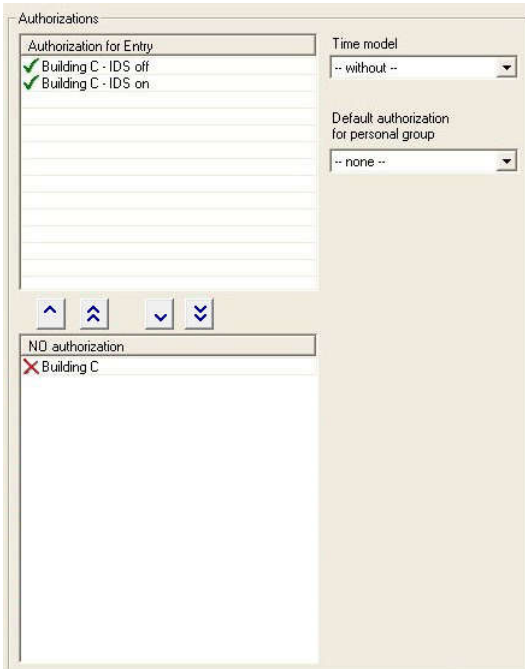 Authorizations
Authorization for Entry
Building C - IDS off
Building C - IDS on
Time model
-- without --
Default authorization
for personal group
-- none --
NO authorization
Building C